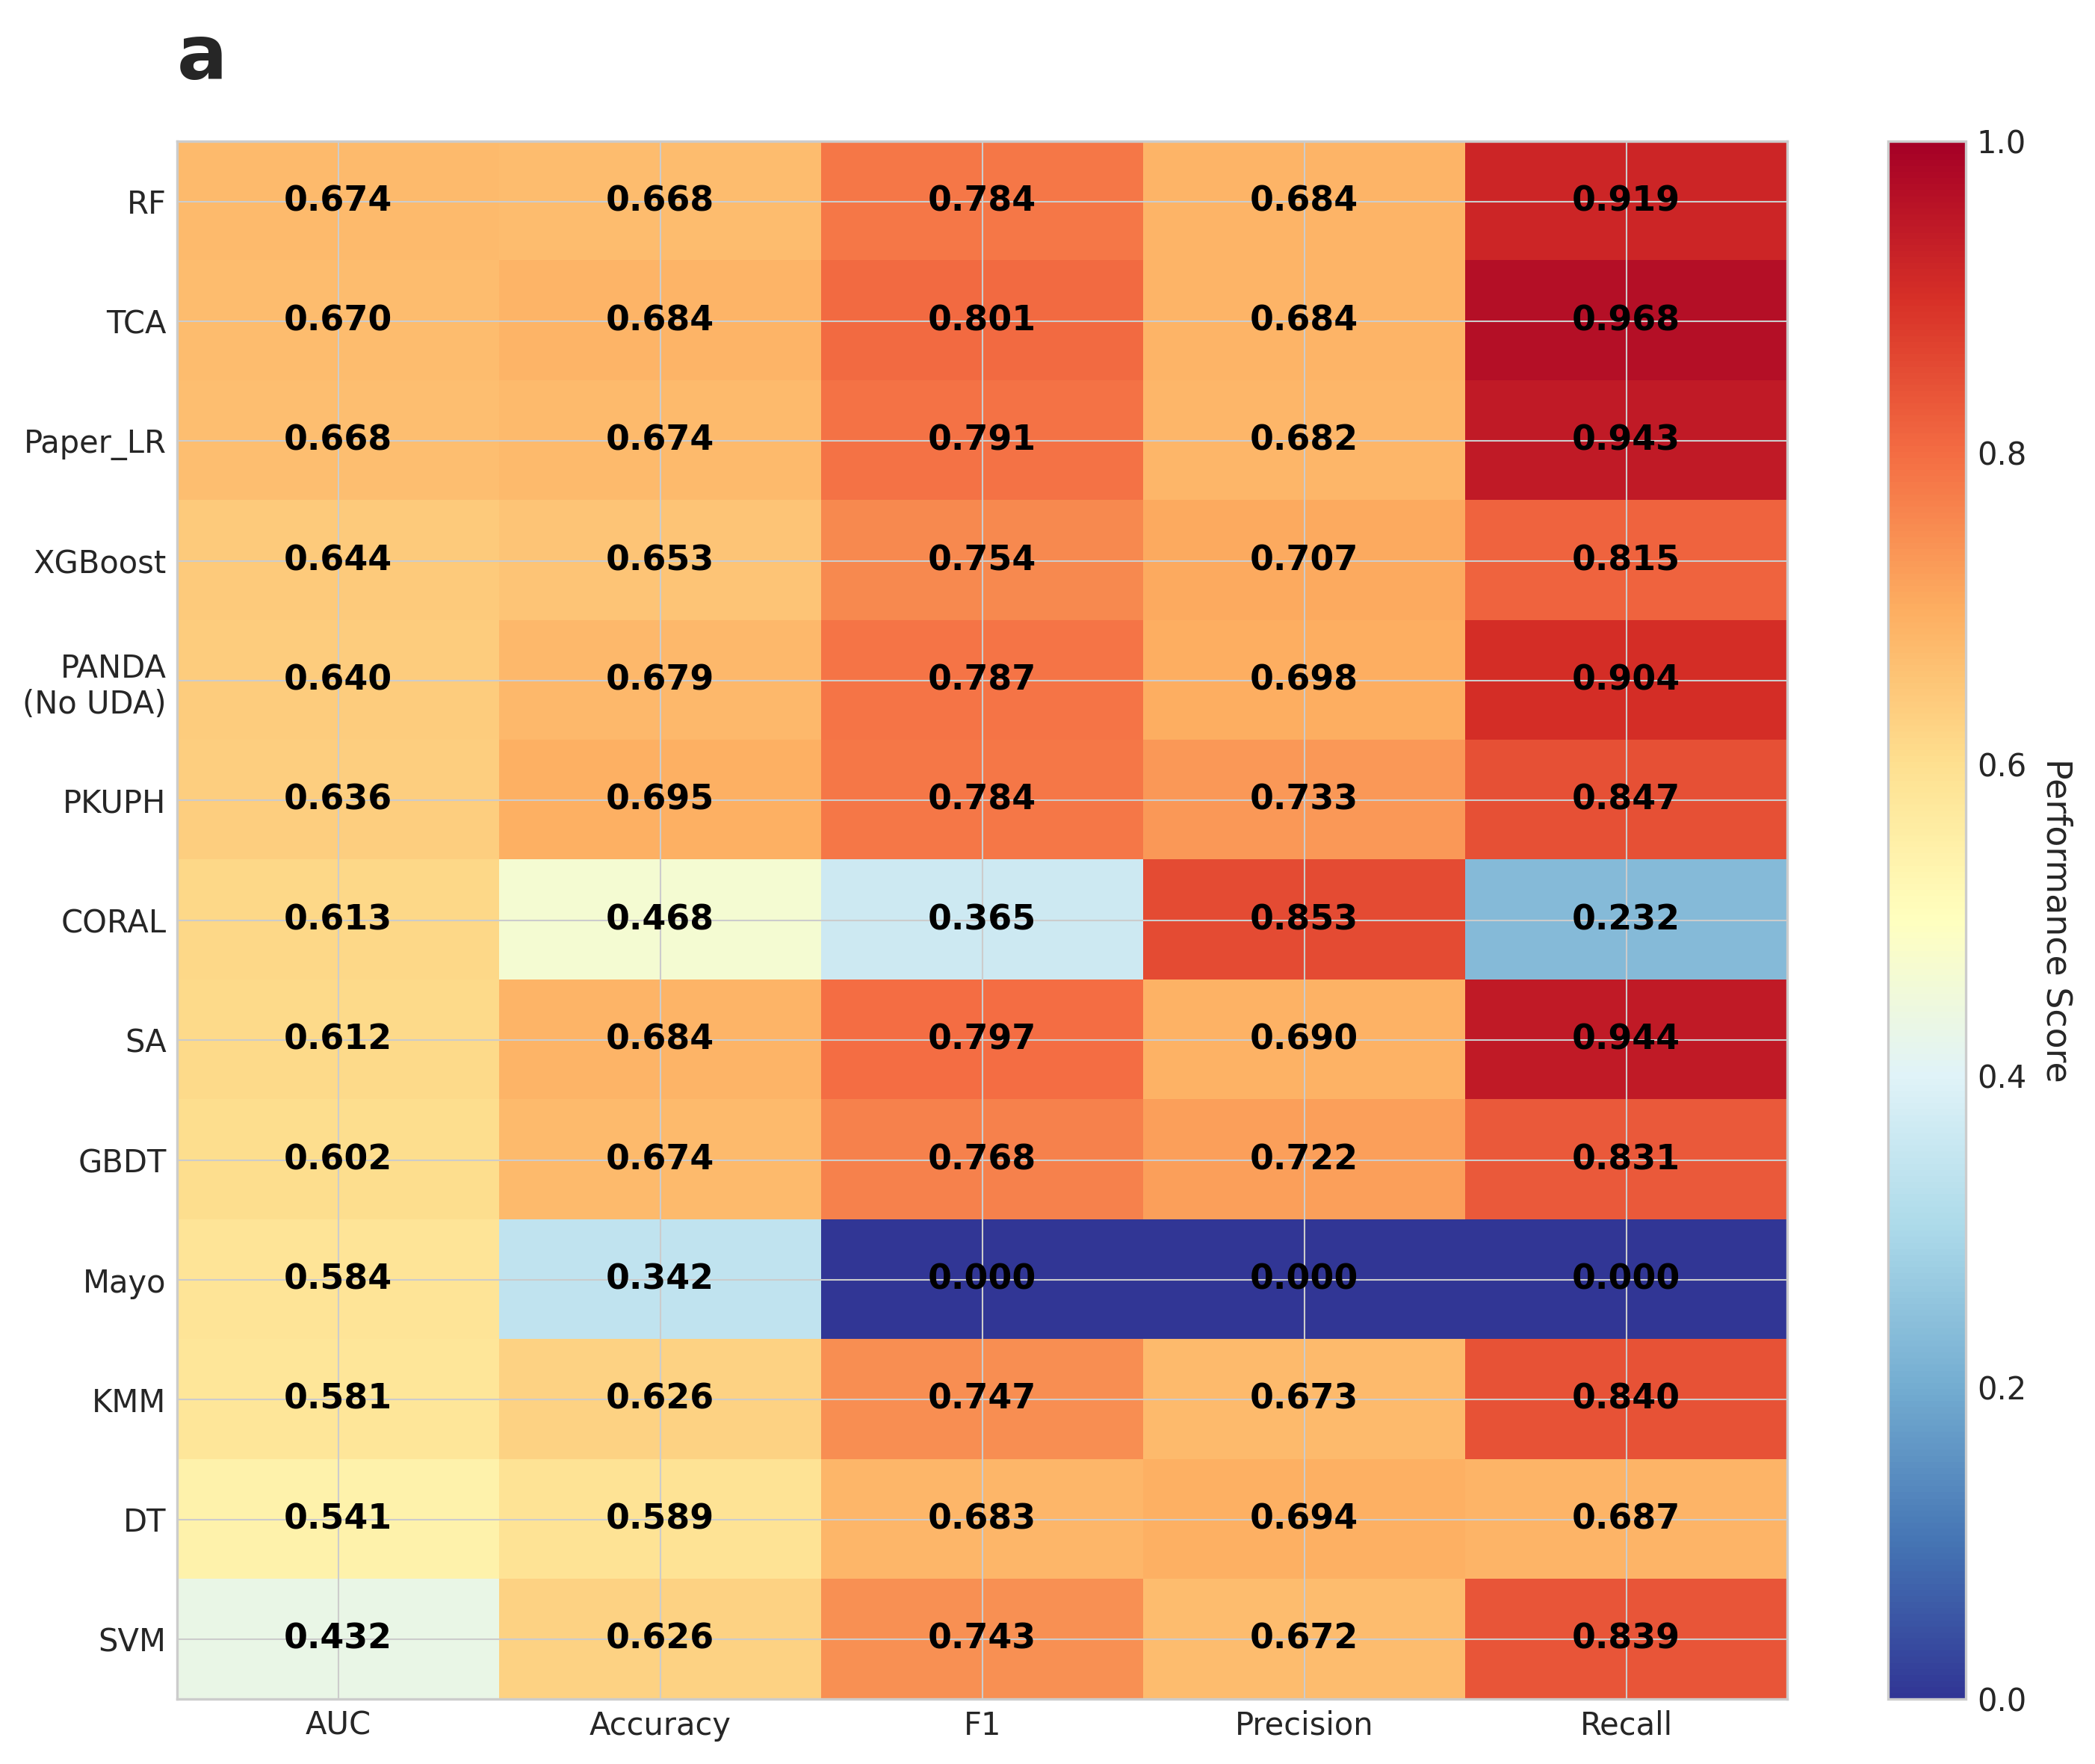 a
RF 0.674 0.668 0.784 0.684 0.919
TCA 0.670 0.684 0.801 0.684 0.968
Paper_LR 0.668 0.674 0.791 0.682 0.943
XGBoost 0.644 0.653 0.754 0.707 0.815
PANDA
(No UDA) 0.640 0.679 0.787 0.698 0.904
PKUPH 0.636 0.695 0.784 0.733 0.847
CORAL 0.613 0.468 0.365 0.853 0.232
SA 0.612 0.684 0.797 0.690 0.944
GBDT 0.602 0.674 0.768 0.722 0.831
Mayo 0.584 0.342 0.000 0.000 0.000
KMM 0.581 0.626 0.747 0.673 0.840
DT 0.541 0.589 0.683 0.694 0.687
SVM 0.432 0.626 0.743 0.672 0.839
AUC Accuracy F1 Precision Recall
1.0
0.8
0.6
0.4
0.2
0.0
Performance Score